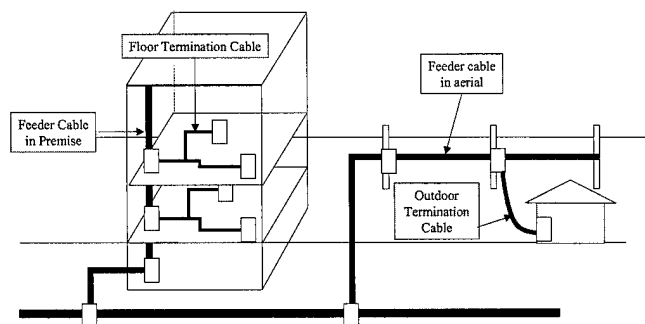 Floor Termination Cable
Feeder Cable
in Premise
Feeder cable
in aerial
Outdoor
Termination
Cable